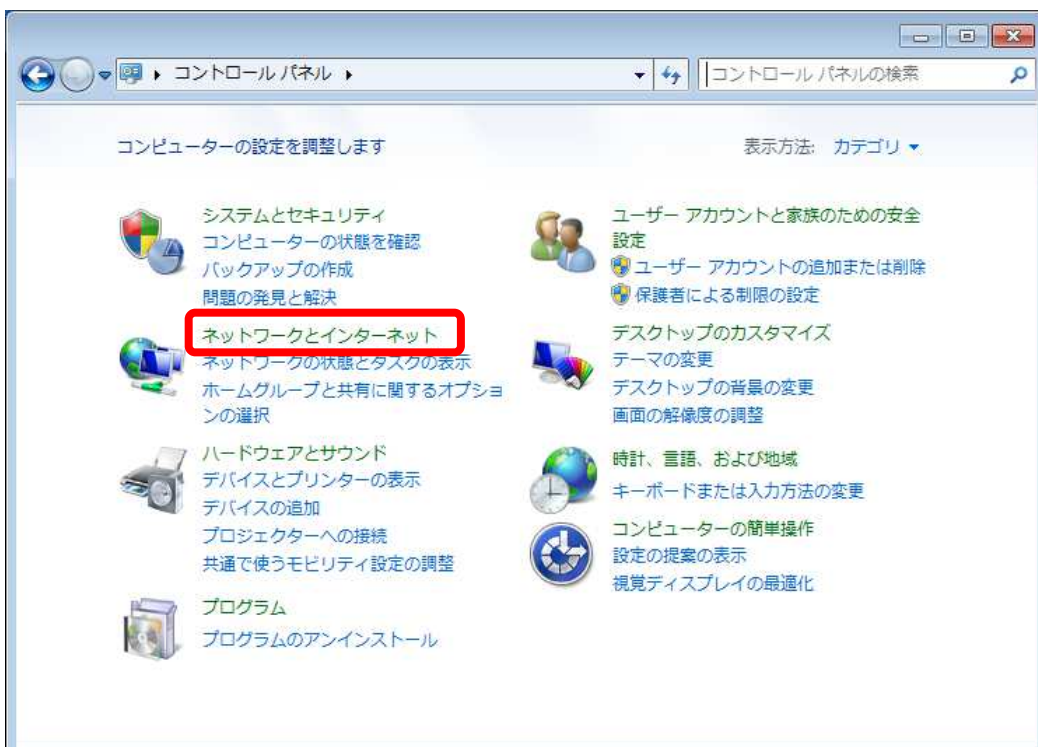 コントロール パネル
コントロール パネルの検索
コンピューターの設定を調整します
表示方法: カテゴリ
システムとセキュリティ
コンピューターの状態を確認
バックアップの作成
問題の発見と解決
ネットワークとインターネット
ネットワークの状態とタスクの表示
ホームグループと共有に関するオプショ
ンの選択
ハードウェアとサウンド
デバイスとプリンターの表示
デバイスの追加
プロジェクターへの接続
共通で使うモビリティ設定の調整
プログラム
プログラムのアンインストール
ユーザー アカウントと家族のための安全
設定
ユーザー アカウントの追加または削除
保護者による制限の設定
デスクトップのカスタマイズ
テーマの変更
デスクトップの背景の変更
画面の解像度の調整
時計、言語、および地域
キーボードまたは入力方法の変更
コンピューターの簡単操作
設定の提案の表示
視覚ディスプレイの最適化